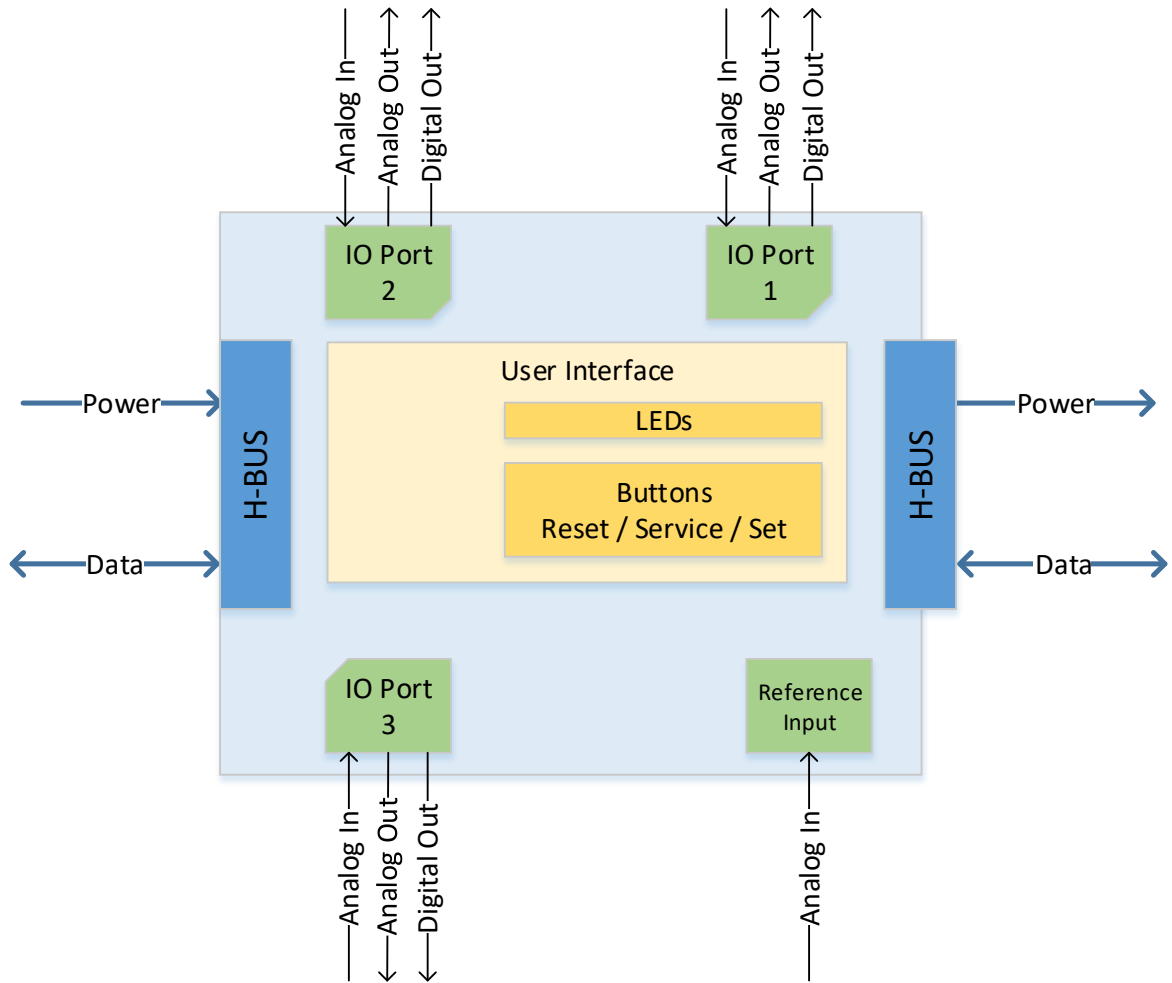 Analog In
Analog Out
Digital Out
Analog In
Analog Out
Digital Out
IO Port
2
IO Port
1
User Interface
LEDs
Buttons
Reset / Service / Set
Power
Data
H-BUS
H-BUS
Power
Data
IO Port
3
Reference
Input
Analog In
Analog Out
Digital Out
Analog In